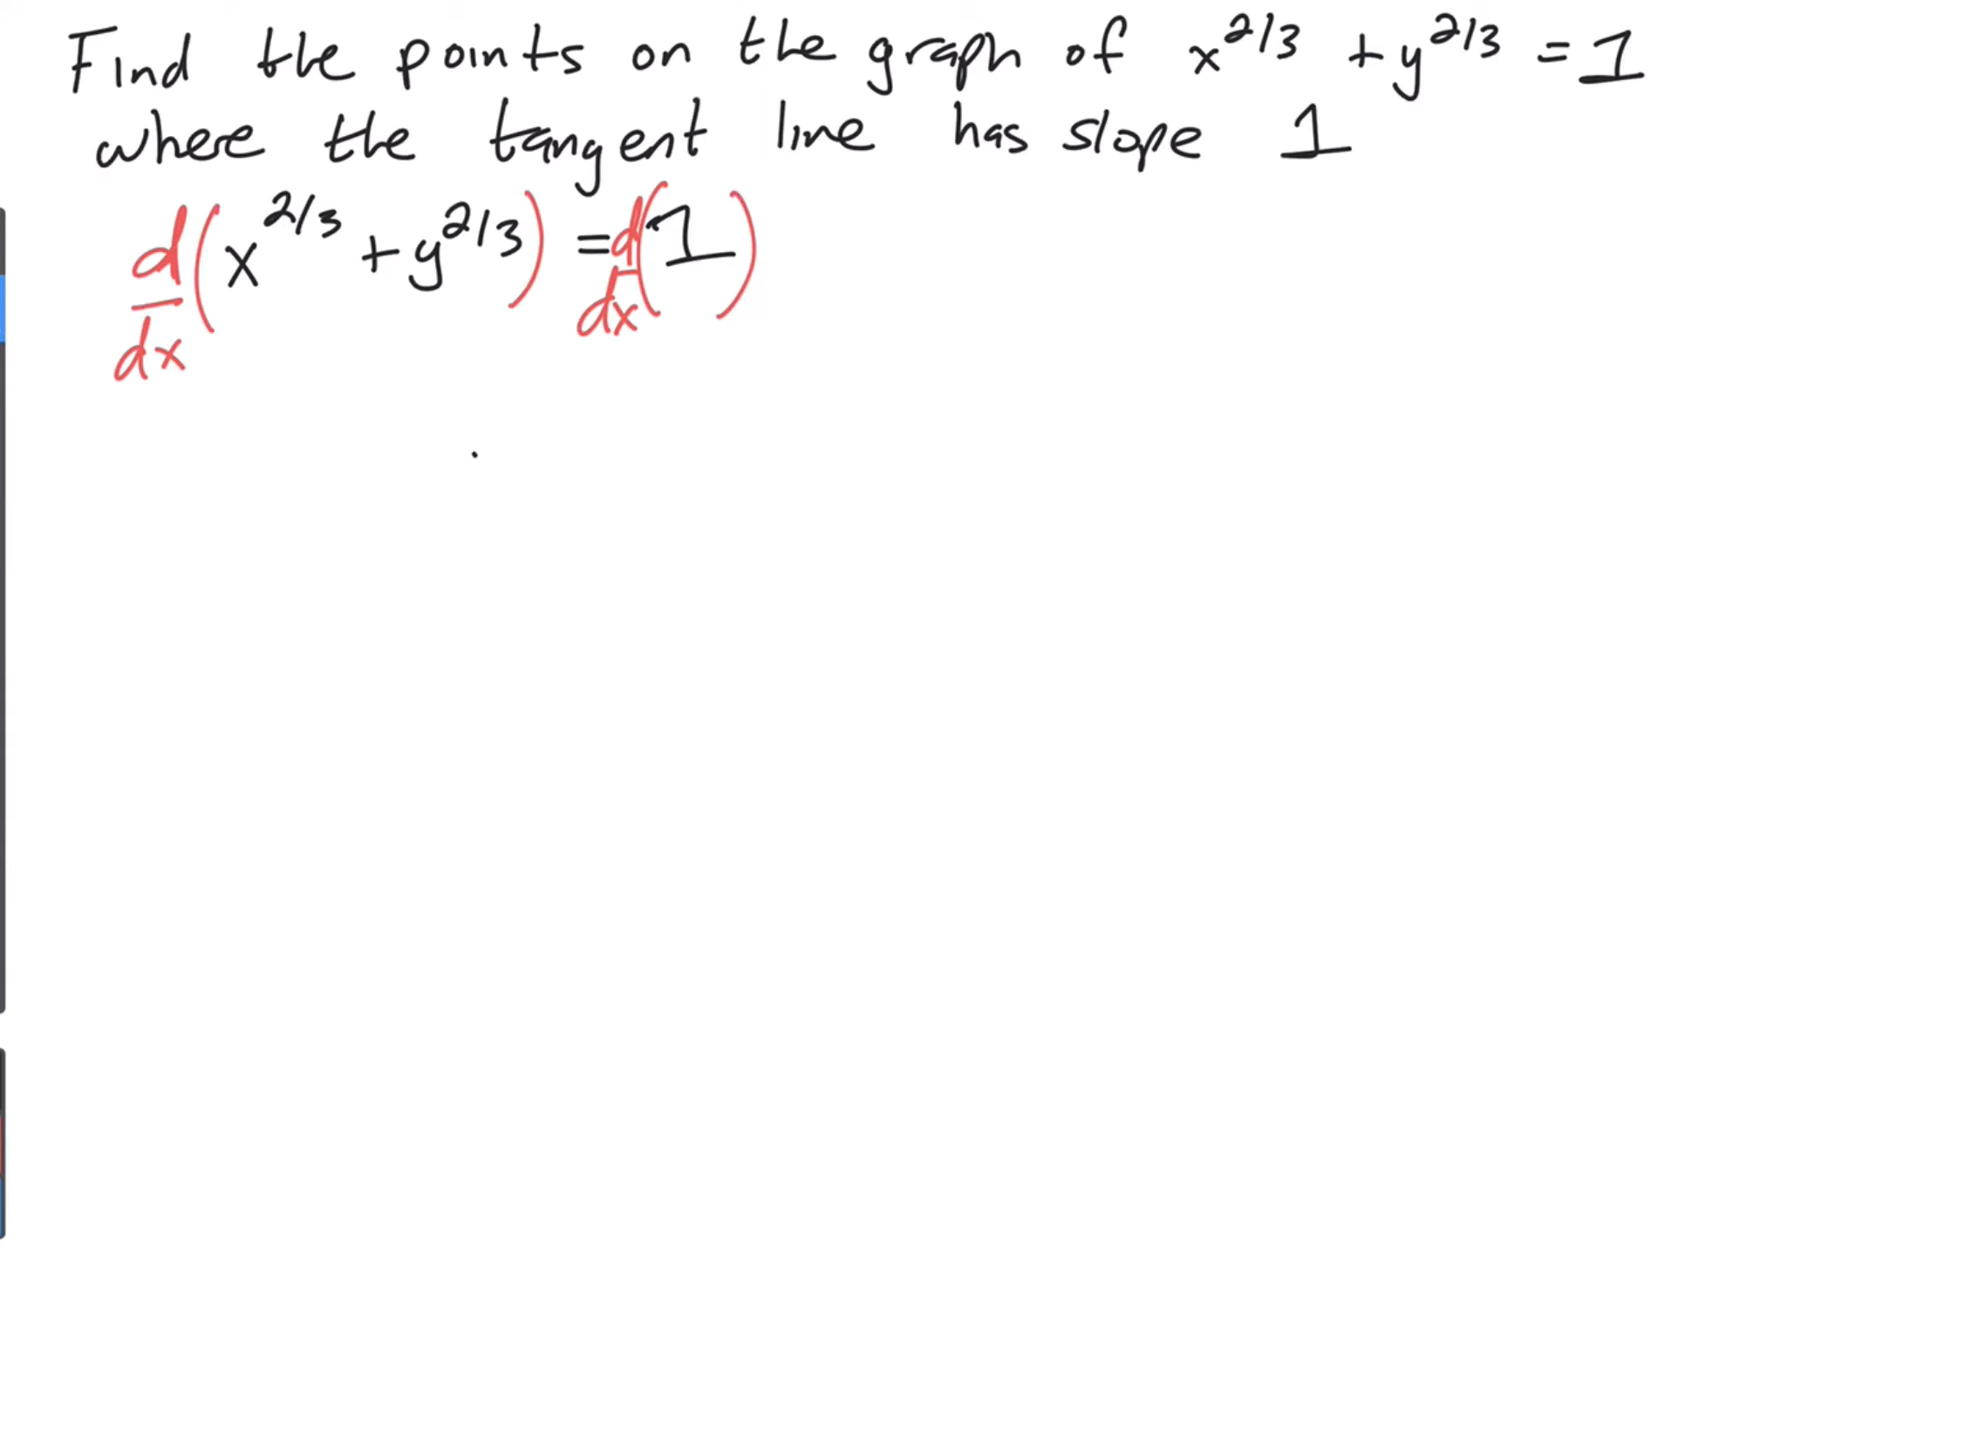 Find the points on the graph of x^{2/3} + y^{2/3} = 1
where the tangent line has slope 1
d/dx (x^{2/3} + y^{2/3}) = d/dx (1)